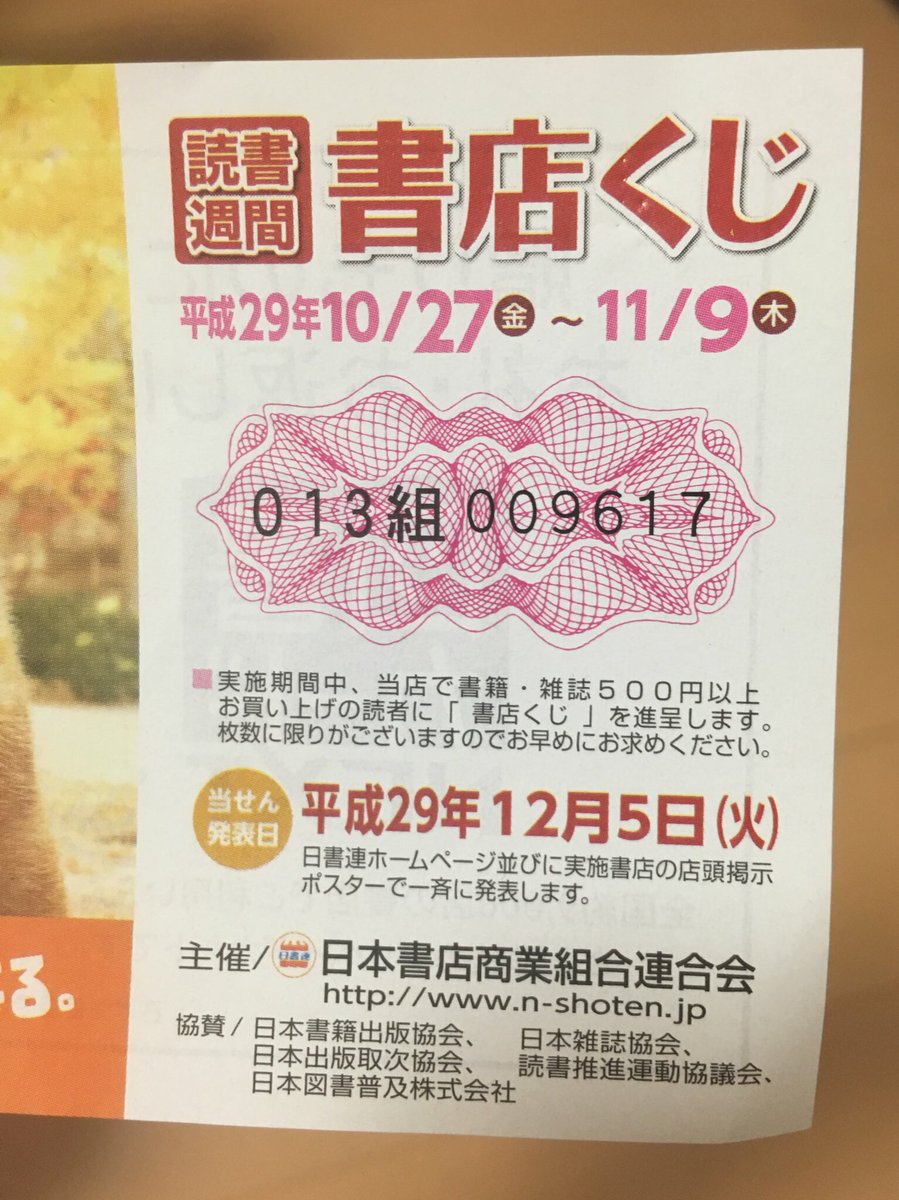 読書
週間
書店くじ
平成29年10/27金～11/9木
013組009617
■実施期間中、当店で書籍・雑誌500円以上
お買い上げの読者に「書店くじ」を進呈します。
枚数に限りがございますのでお早めにお求めください。
当せん
発表日
平成29年12月5日(火)
日書連ホームページ並びに実施書店の店頭掲示
ポスターで一斉に発表します。
主催/日書連 日本書店商業組合連合会
http://www.n-shoten.jp
協賛/日本書籍出版協会、日本雑誌協会、
日本出版取次協会、読書推進運動協議会、
日本図書普及株式会社
る。